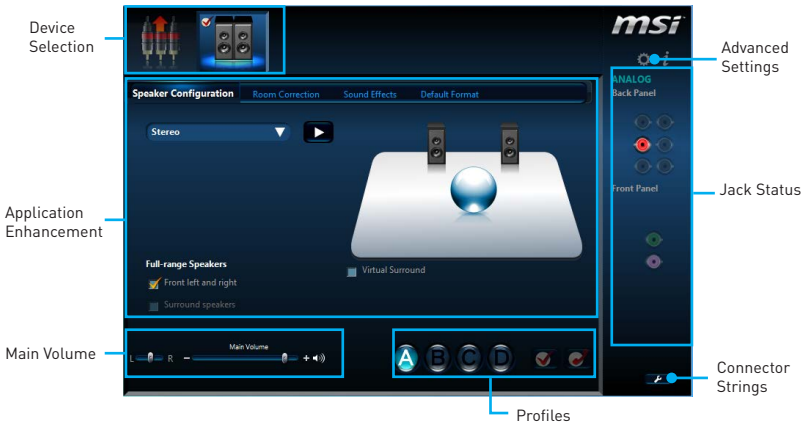 Device
Selection
msi
Advanced
Settings
Speaker Configuration
Room Correction
Sound Effects
Default Format
ANALOG
Back Panel
Stereo
Front Panel
Jack Status
Application
Enhancement
Full-range Speakers
Front left and right
Surround speakers
Virtual Surround
Main Volume
L
R
Main Volume
- +
A B C D
Connector
Strings
Profiles